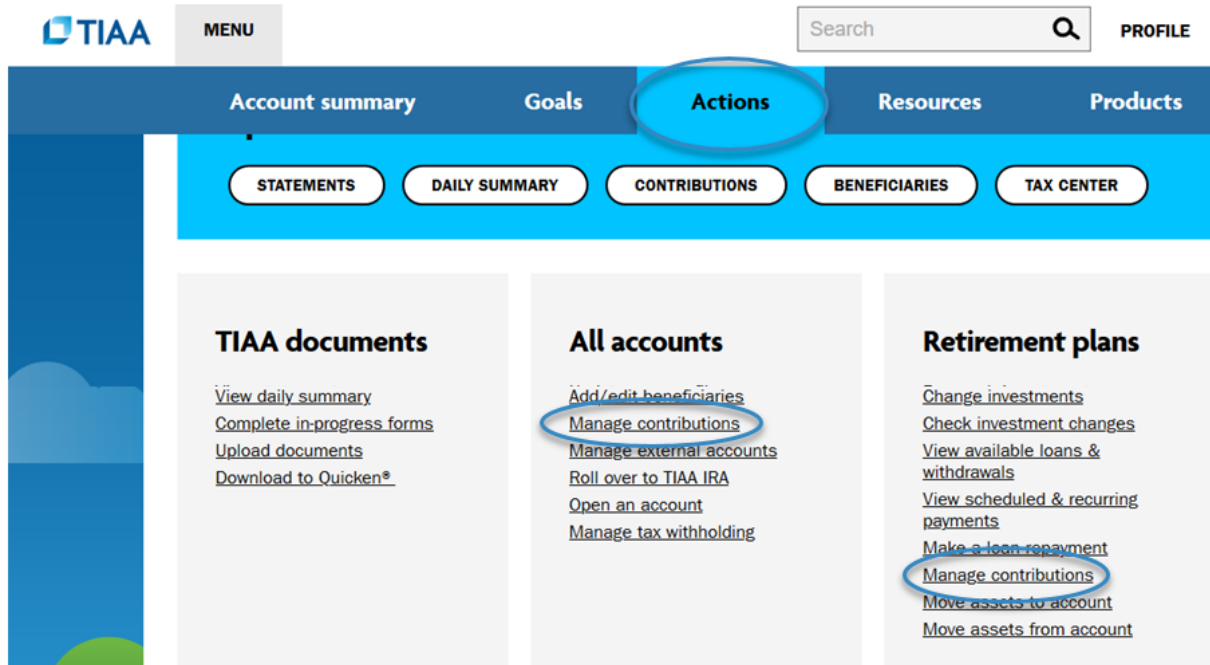 TIAA
MENU
Search
PROFILE
Account summary
Goals
Actions
Resources
Products
STATEMENTS
DAILY SUMMARY
CONTRIBUTIONS
BENEFICIARIES
TAX CENTER
TIAA documents
View daily summary
Complete in-progress forms
Upload documents
Download to Quicken®
All accounts
Add/edit beneficiaries
Manage contributions
Manage external accounts
Roll over to TIAA IRA
Open an account
Manage tax withholding
Retirement plans
Change investments
Check investment changes
View available loans &
withdrawals
View scheduled & recurring
payments
Make a loan repayment
Manage contributions
Move assets to account
Move assets from account